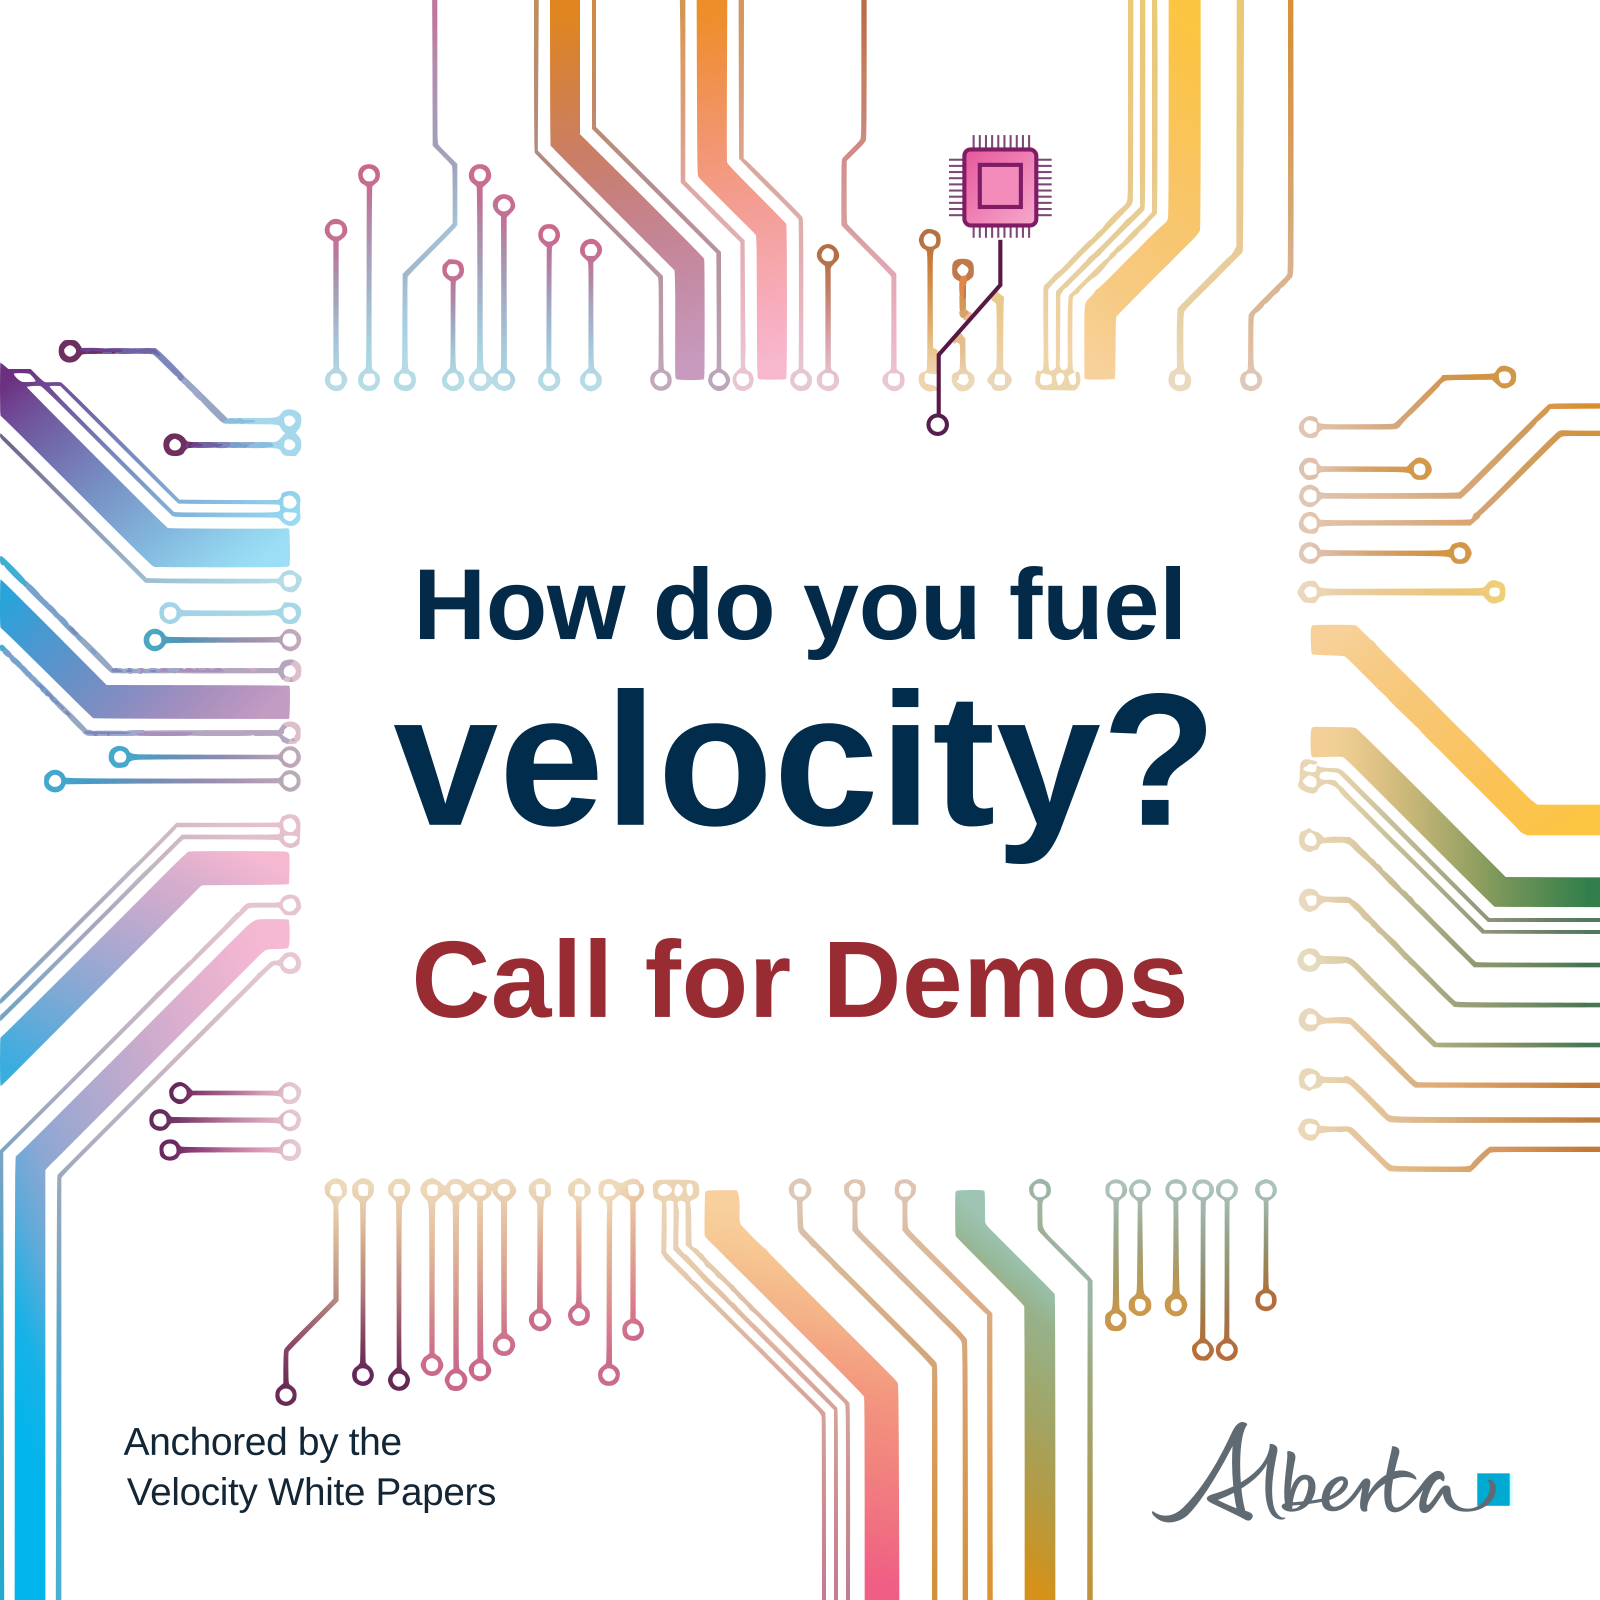 How do you fuel
velocity?
Call for Demos
Anchored by the
Velocity White Papers
Alberta